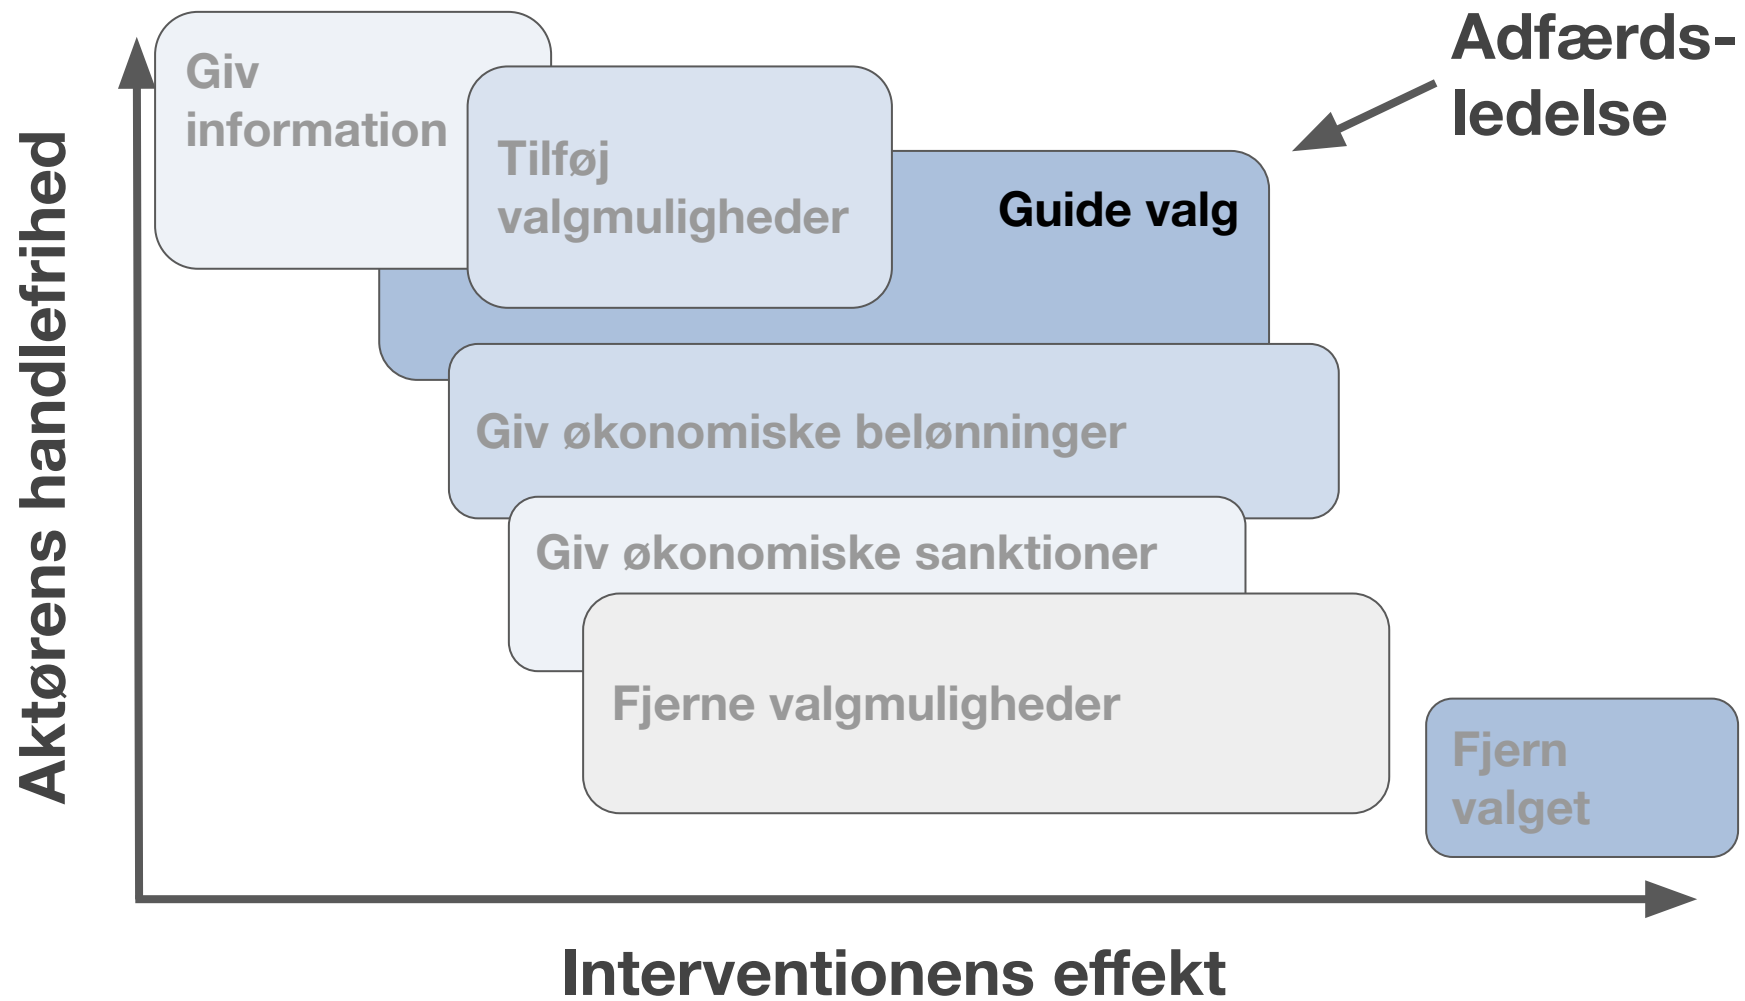 Adfærds-
ledelse
Giv
information
Tilføj
valgmuligheder
Guide valg
Giv økonomiske belønninger
Giv økonomiske sanktioner
Fjerne valgmuligheder
Fjern
valget
Aktørens handlefrihed
Interventionens effekt